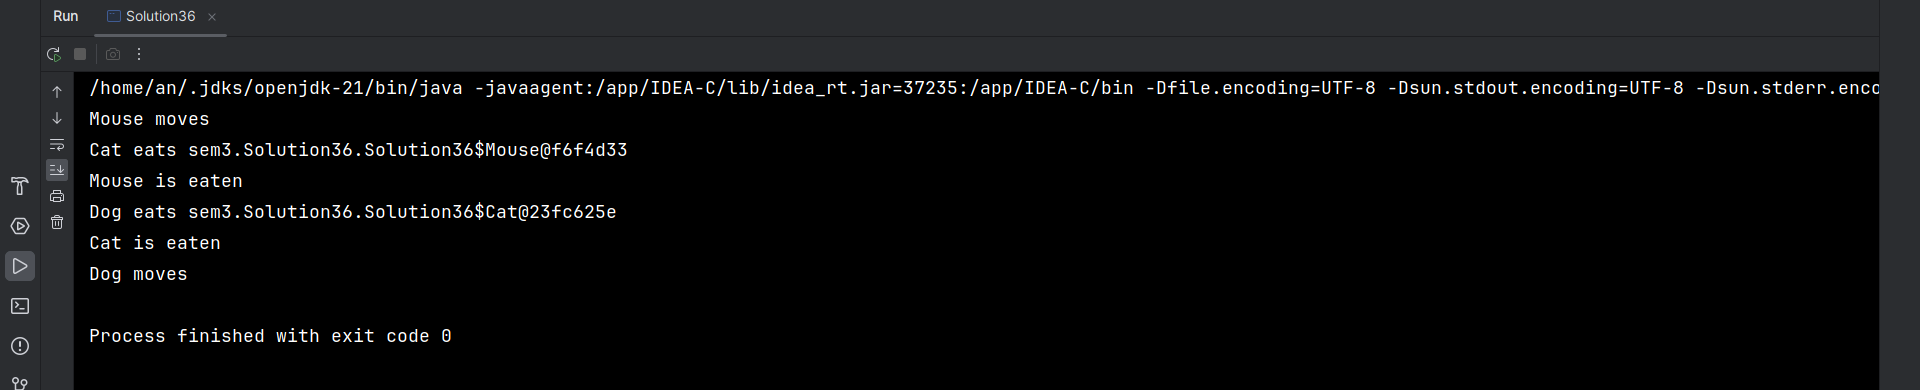 Run Solution36
/home/an/.jdks/openjdk-21/bin/java -javaagent:/app/IDEA-C/lib/idea_rt.jar=37235:/app/IDEA-C/bin -Dfile.encoding=UTF-8 -Dsun.stdout.encoding=UTF-8 -Dsun.stderr.enco
Mouse moves
Cat eats sem3.Solution36.Solution36$Mouse@f6f4d33
Mouse is eaten
Dog eats sem3.Solution36.Solution36$Cat@23fc625e
Cat is eaten
Dog moves
Process finished with exit code 0